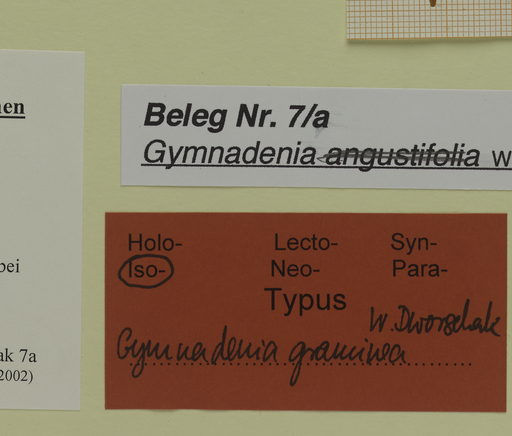 en
bei
ak 7a
2002)
Beleg Nr. 7/a
Gymnadenia angustifolia w
Holo- Lecto- Syn-
Iso- Neo- Para-
Typus
W. Dworschak
Gymnadenia graminea